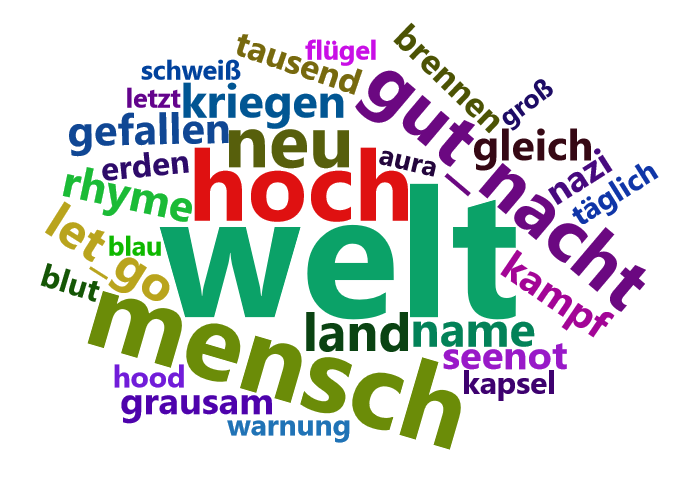 flügel
tausend
brennen
schweiß
letzt
kriegen
gut_nacht
groß
gefallen
neu
gleich
erden
hoch
aura
nazi
täglich
rhyme
welt
let_go
blau
blut
kampf
mensch
land
name
seenot
hood
kapsel
grausam
warnung